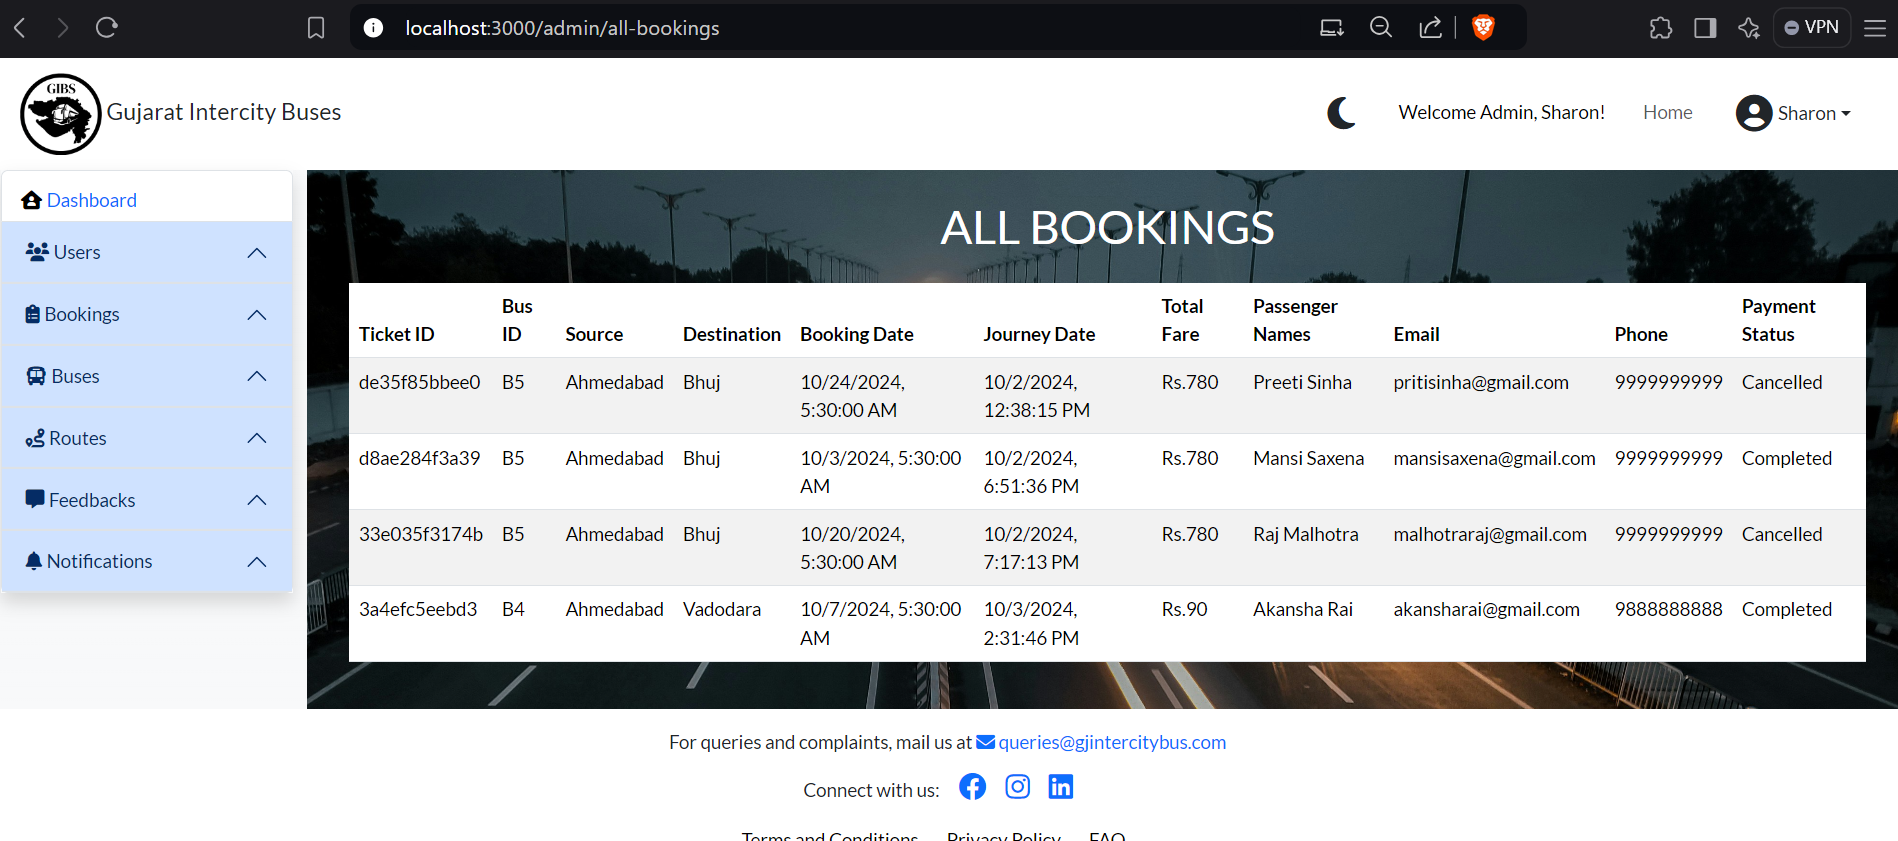 localhost:3000/admin/all-bookings
VPN
GIBS
Gujarat Intercity Buses
Welcome Admin, Sharon!
Home
Sharon
Dashboard
Users
Bookings
Buses
Routes
Feedbacks
Notifications
ALL BOOKINGS
Ticket ID Bus ID Source Destination Booking Date Journey Date Total Fare Passenger Names Email Phone Payment Status
de35f85bbee0 B5 Ahmedabad Bhuj 10/24/2024, 5:30:00 AM 10/2/2024, 12:38:15 PM Rs.780 Preeti Sinha pritisinha@gmail.com 9999999999 Cancelled
d8ae284f3a39 B5 Ahmedabad Bhuj 10/3/2024, 5:30:00 AM 10/2/2024, 6:51:36 PM Rs.780 Mansi Saxena mansisaxena@gmail.com 9999999999 Completed
33e035f3174b B5 Ahmedabad Bhuj 10/20/2024, 5:30:00 AM 10/2/2024, 7:17:13 PM Rs.780 Raj Malhotra malhotraraj@gmail.com 9999999999 Cancelled
3a4efc5eebd3 B4 Ahmedabad Vadodara 10/7/2024, 5:30:00 AM 10/3/2024, 2:31:46 PM Rs.90 Akansha Rai akansharai@gmail.com 9888888888 Completed
For queries and complaints, mail us at queries@gjintercitybus.com
Connect with us:
Terms and Conditions Privacy Policy FAQ